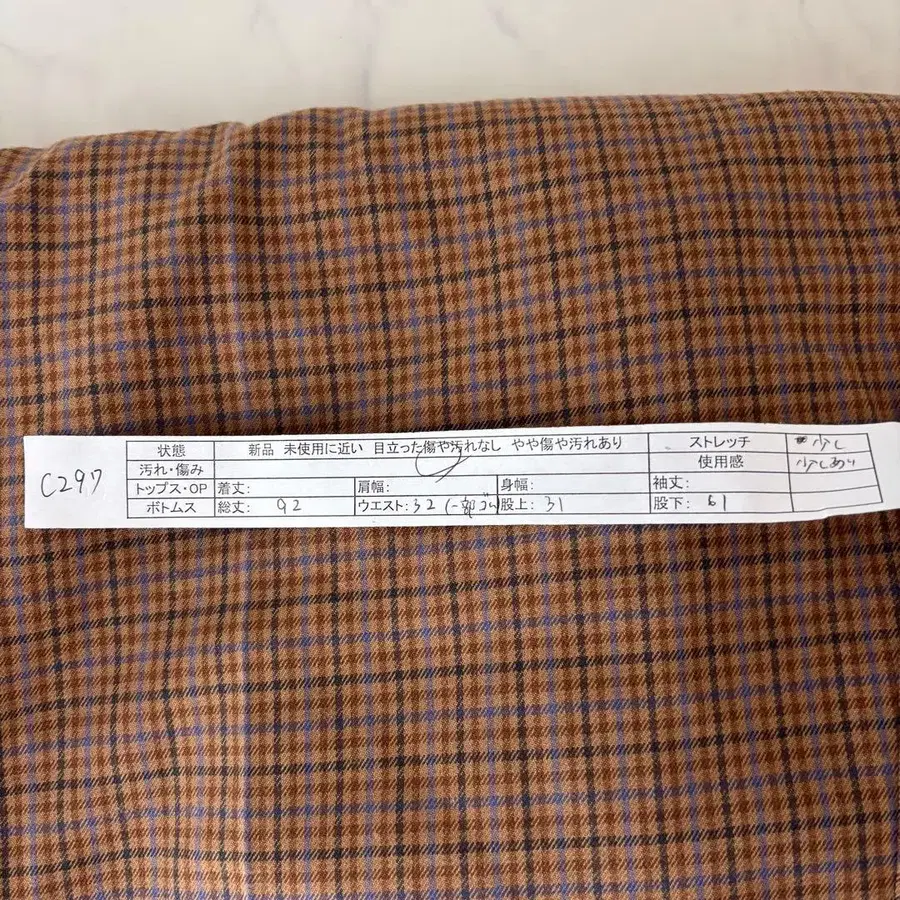 C297
状態 新品 未使用に近い 目立った傷や汚れなし やや傷や汚れあり ストレッチ 少し
汚れ・傷み 使用感 少しあり
トップス・OP 着丈: 肩幅: 身幅: 袖丈:
ボトムス 総丈: 92 ウエスト: 32 (一部ゴム) 股上: 31 股下: 61